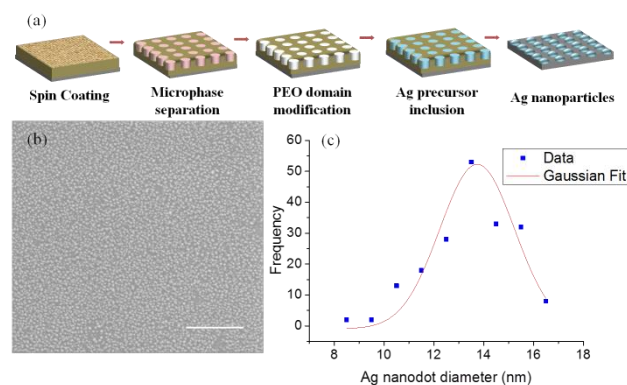 (a)
Spin Coating
Microphase
separation
PEO domain
modification
Ag precursor
inclusion
Ag nanoparticles
(b)
(c)
60
50
40
30
20
10
0
Frequency
Data
Gaussian Fit
8
10
12
14
16
18
Ag nanodot diameter (nm)